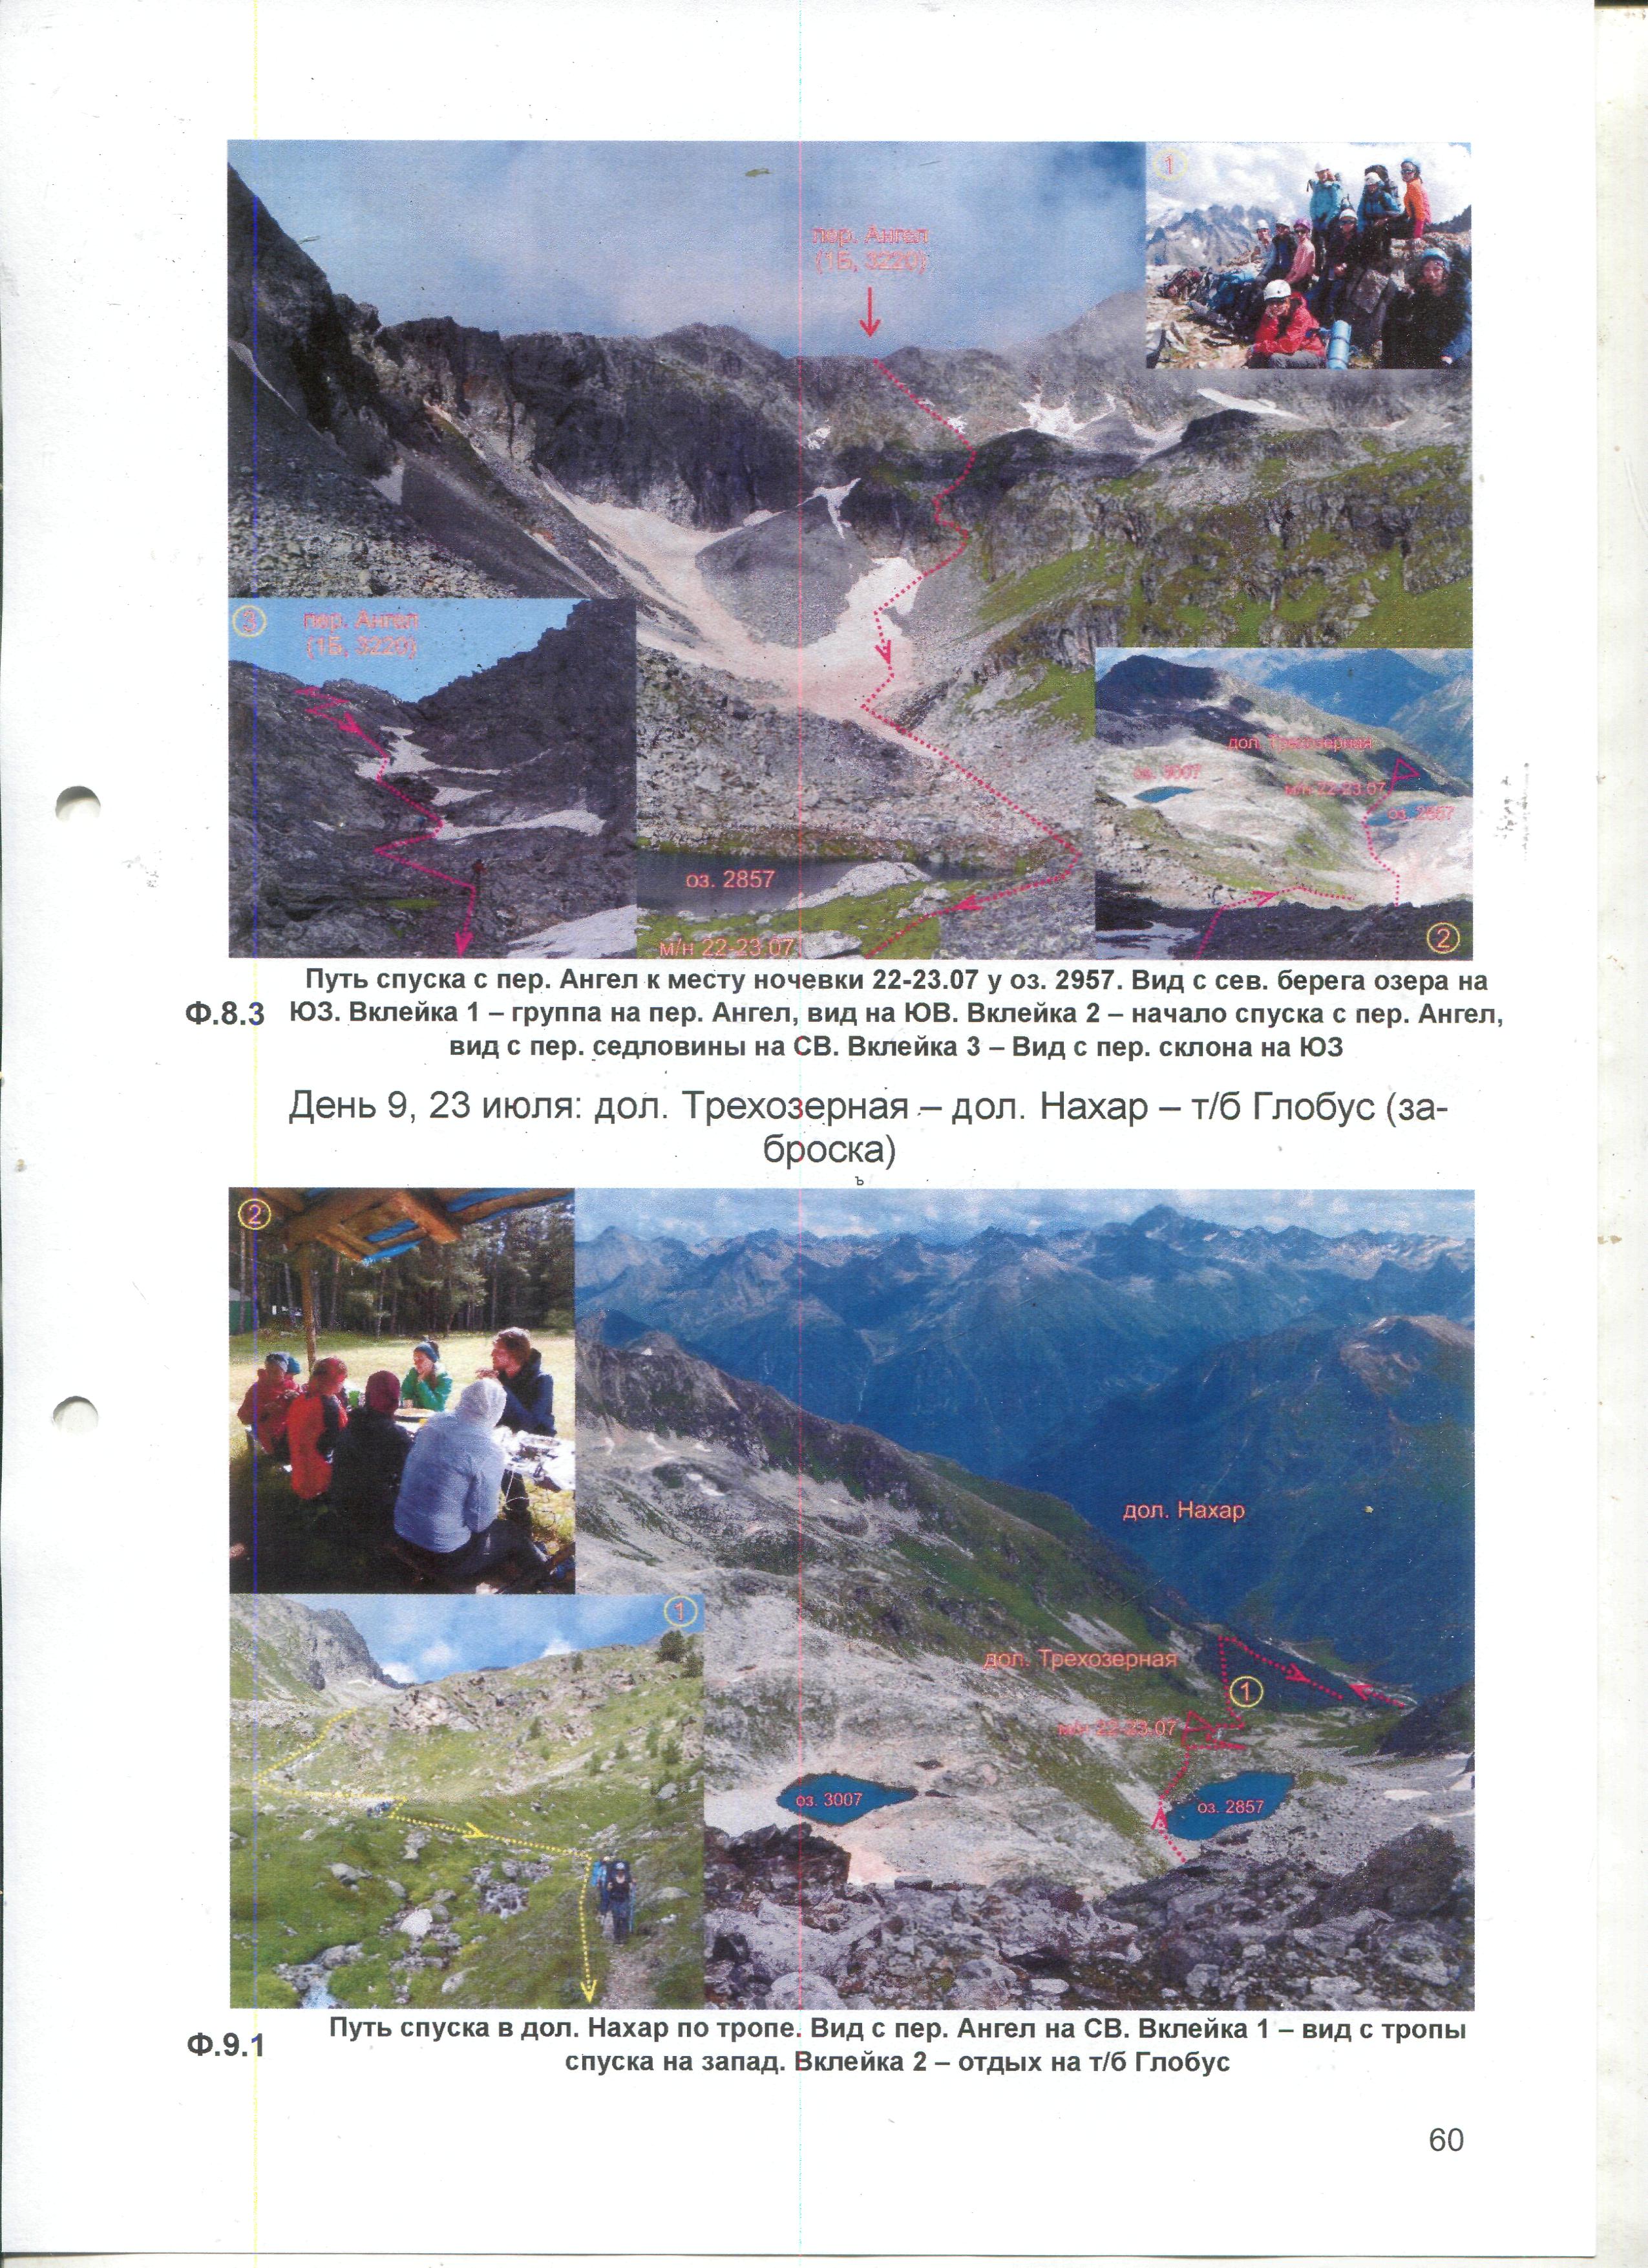 1
пер. Ангел
(1Б, 3220)
3
пер. Ангел
(1Б, 3220)
дол. Трехозерная
оз. 3007
м/н 22-23.07
оз. 2857
оз. 2857
м/н 22-23.07
2
Путь спуска с пер. Ангел к месту ночевки 22-23.07 у оз. 2957. Вид с сев. берега озера на
Ф.8.3 ЮЗ. Вклейка 1 – группа на пер. Ангел, вид на ЮВ. Вклейка 2 – начало спуска с пер. Ангел,
вид с пер. седловины на СВ. Вклейка 3 – Вид с пер. склона на ЮЗ
День 9, 23 июля: дол. Трехозерная – дол. Нахар – т/б Глобус (за-
броска)
ъ
2
дол. Нахар
1
дол. Трехозерная
1
м/н 22-23.07
оз. 3007
оз. 2857
Путь спуска в дол. Нахар по тропе. Вид с пер. Ангел на СВ. Вклейка 1 – вид с тропы
Ф.9.1
спуска на запад. Вклейка 2 – отдых на т/б Глобус
60